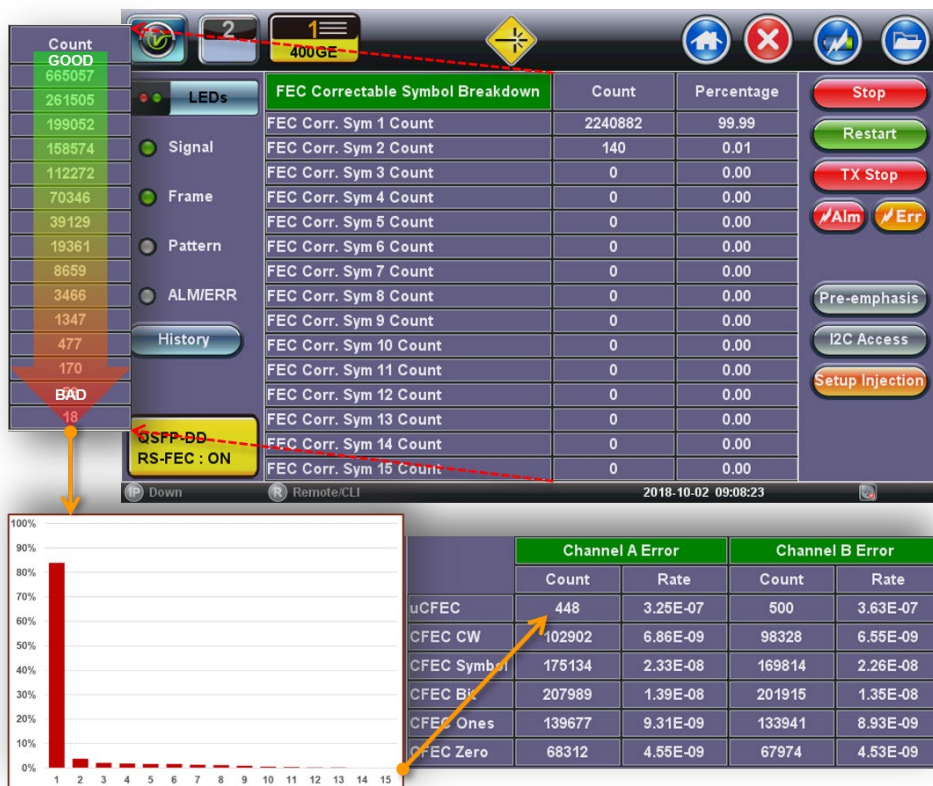 Count
GOOD
665057
261505
199052
158574
112272
70346
39129
19361
8659
3466
1347
477
170
BAD
18
2
1
400GE
LEDs
Signal
Frame
Pattern
ALM/ERR
History
QSFP-DD
RS-FEC : ON
FEC Correctable Symbol Breakdown Count Percentage
FEC Corr. Sym 1 Count 2240882 99.99
FEC Corr. Sym 2 Count 140 0.01
FEC Corr. Sym 3 Count 0 0.00
FEC Corr. Sym 4 Count 0 0.00
FEC Corr. Sym 5 Count 0 0.00
FEC Corr. Sym 6 Count 0 0.00
FEC Corr. Sym 7 Count 0 0.00
FEC Corr. Sym 8 Count 0 0.00
FEC Corr. Sym 9 Count 0 0.00
FEC Corr. Sym 10 Count 0 0.00
FEC Corr. Sym 11 Count 0 0.00
FEC Corr. Sym 12 Count 0 0.00
FEC Corr. Sym 13 Count 0 0.00
FEC Corr. Sym 14 Count 0 0.00
FEC Corr. Sym 15 Count 0 0.00
Stop
Restart
TX Stop
Alm Err
Pre-emphasis
I2C Access
Setup Injection
IP Down R Remote/CLI 2018-10-02 09:08:23
100%
90%
80%
70%
60%
50%
40%
30%
20%
10%
0%
1 2 3 4 5 6 7 8 9 10 11 12 13 14 15
Channel A Error Channel B Error
Count Rate Count Rate
uCFEC 448 3.25E-07 500 3.63E-07
CFEC CW 102902 6.86E-09 98328 6.55E-09
CFEC Symbol 175134 2.33E-08 169814 2.26E-08
CFEC Bit 207989 1.39E-08 201915 1.35E-08
CFEC Ones 139677 9.31E-09 133941 8.93E-09
CFEC Zero 68312 4.55E-09 67974 4.53E-09